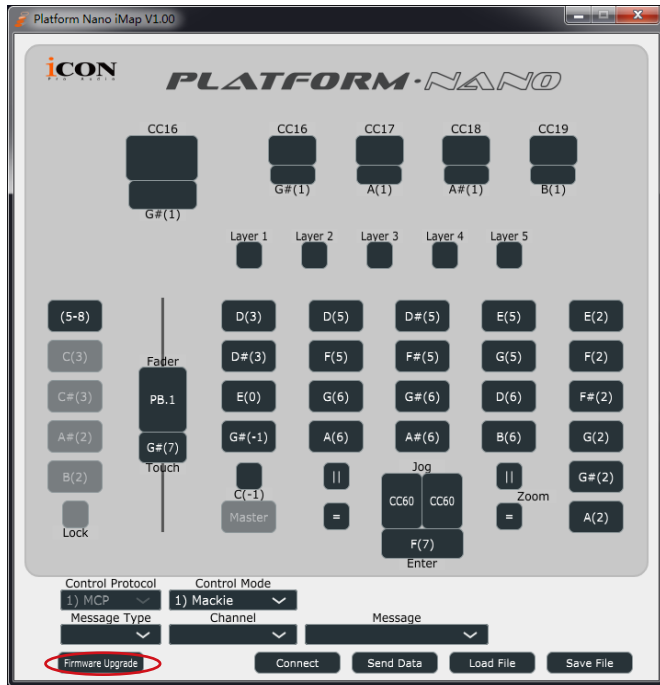 Platform Nano iMap V1.00
iCON
PRO AUDIO
PLATFORM·NANO
CC16 CC16 CC17 CC18 CC19
G#(1) A(1) A#(1) B(1)
G#(1)
Layer 1 Layer 2 Layer 3 Layer 4 Layer 5
(5-8) D(3) D(5) D#(5) E(5) E(2)
C(3) Fader D#(3) F(5) F#(5) G(5) F(2)
C#(3) PB.1 E(0) G(6) G#(6) D(6) F#(2)
A#(2) G#(7) G#(-1) A(6) A#(6) B(6) G(2)
B(2) Touch || Jog || G#(2)
C(-1) CC60 CC60 Zoom
Master = = A(2)
Lock F(7)
Enter
Control Protocol Control Mode
1) MCP 1) Mackie
Message Type Channel Message
Firmware Upgrade Connect Send Data Load File Save File